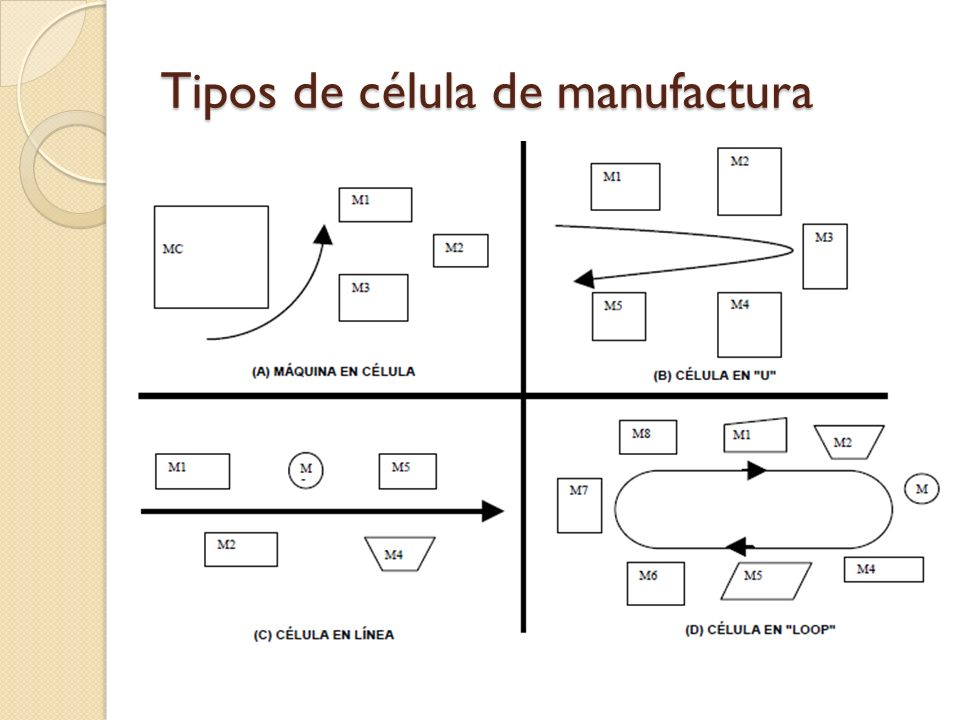 Tipos de célula de manufactura
MC
M1
M2
M3
(A) MÁQUINA EN CÉLULA
M1
M2
M3
M5
M4
(B) CÉLULA EN "U"
M1
M
-
M5
M2
M4
(C) CÉLULA EN LÍNEA
M8
M1
M2
M7
M
M6
M5
M4
(D) CÉLULA EN "LOOP"